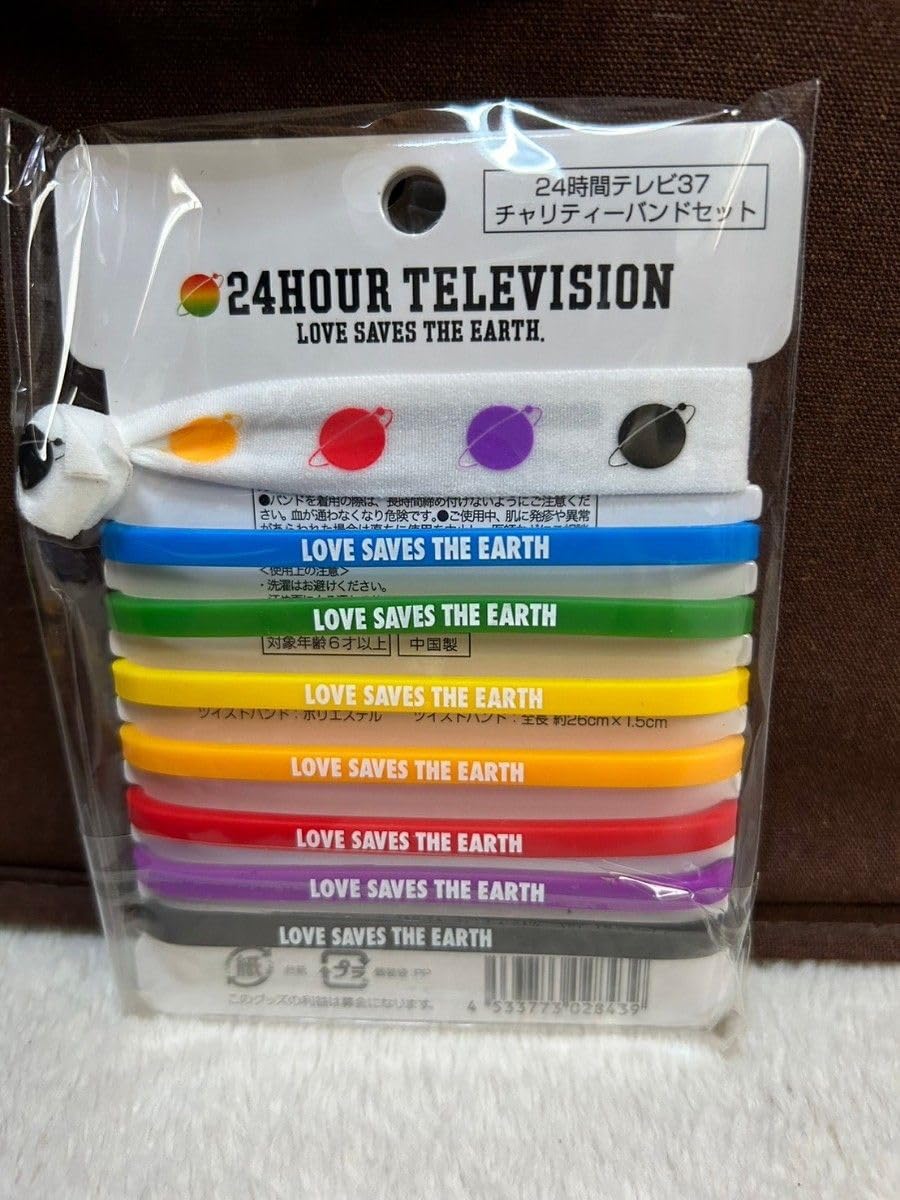 24時間テレビ37
チャリティーバンドセット
24HOUR TELEVISION
LOVE SAVES THE EARTH.
●バンドを着用の際は、長時間締め付けないようにご注意くだ
さい。血が通わなくなり危険です。●ご使用中、肌に発疹や異常
LOVE SAVES THE EARTH
<使用上の注意>
・洗濯はお避けください。
LOVE SAVES THE EARTH
対象年齢6才以上 中国製
LOVE SAVES THE EARTH
ツイストバンド：ポリエステル ツイストバンド：全長 約26cm×1.5cm
LOVE SAVES THE EARTH
LOVE SAVES THE EARTH
LOVE SAVES THE EARTH
LOVE SAVES THE EARTH
紙 台紙 プラ 個装袋:PP
このグッズの利益は募金になります。
4 533773 028439